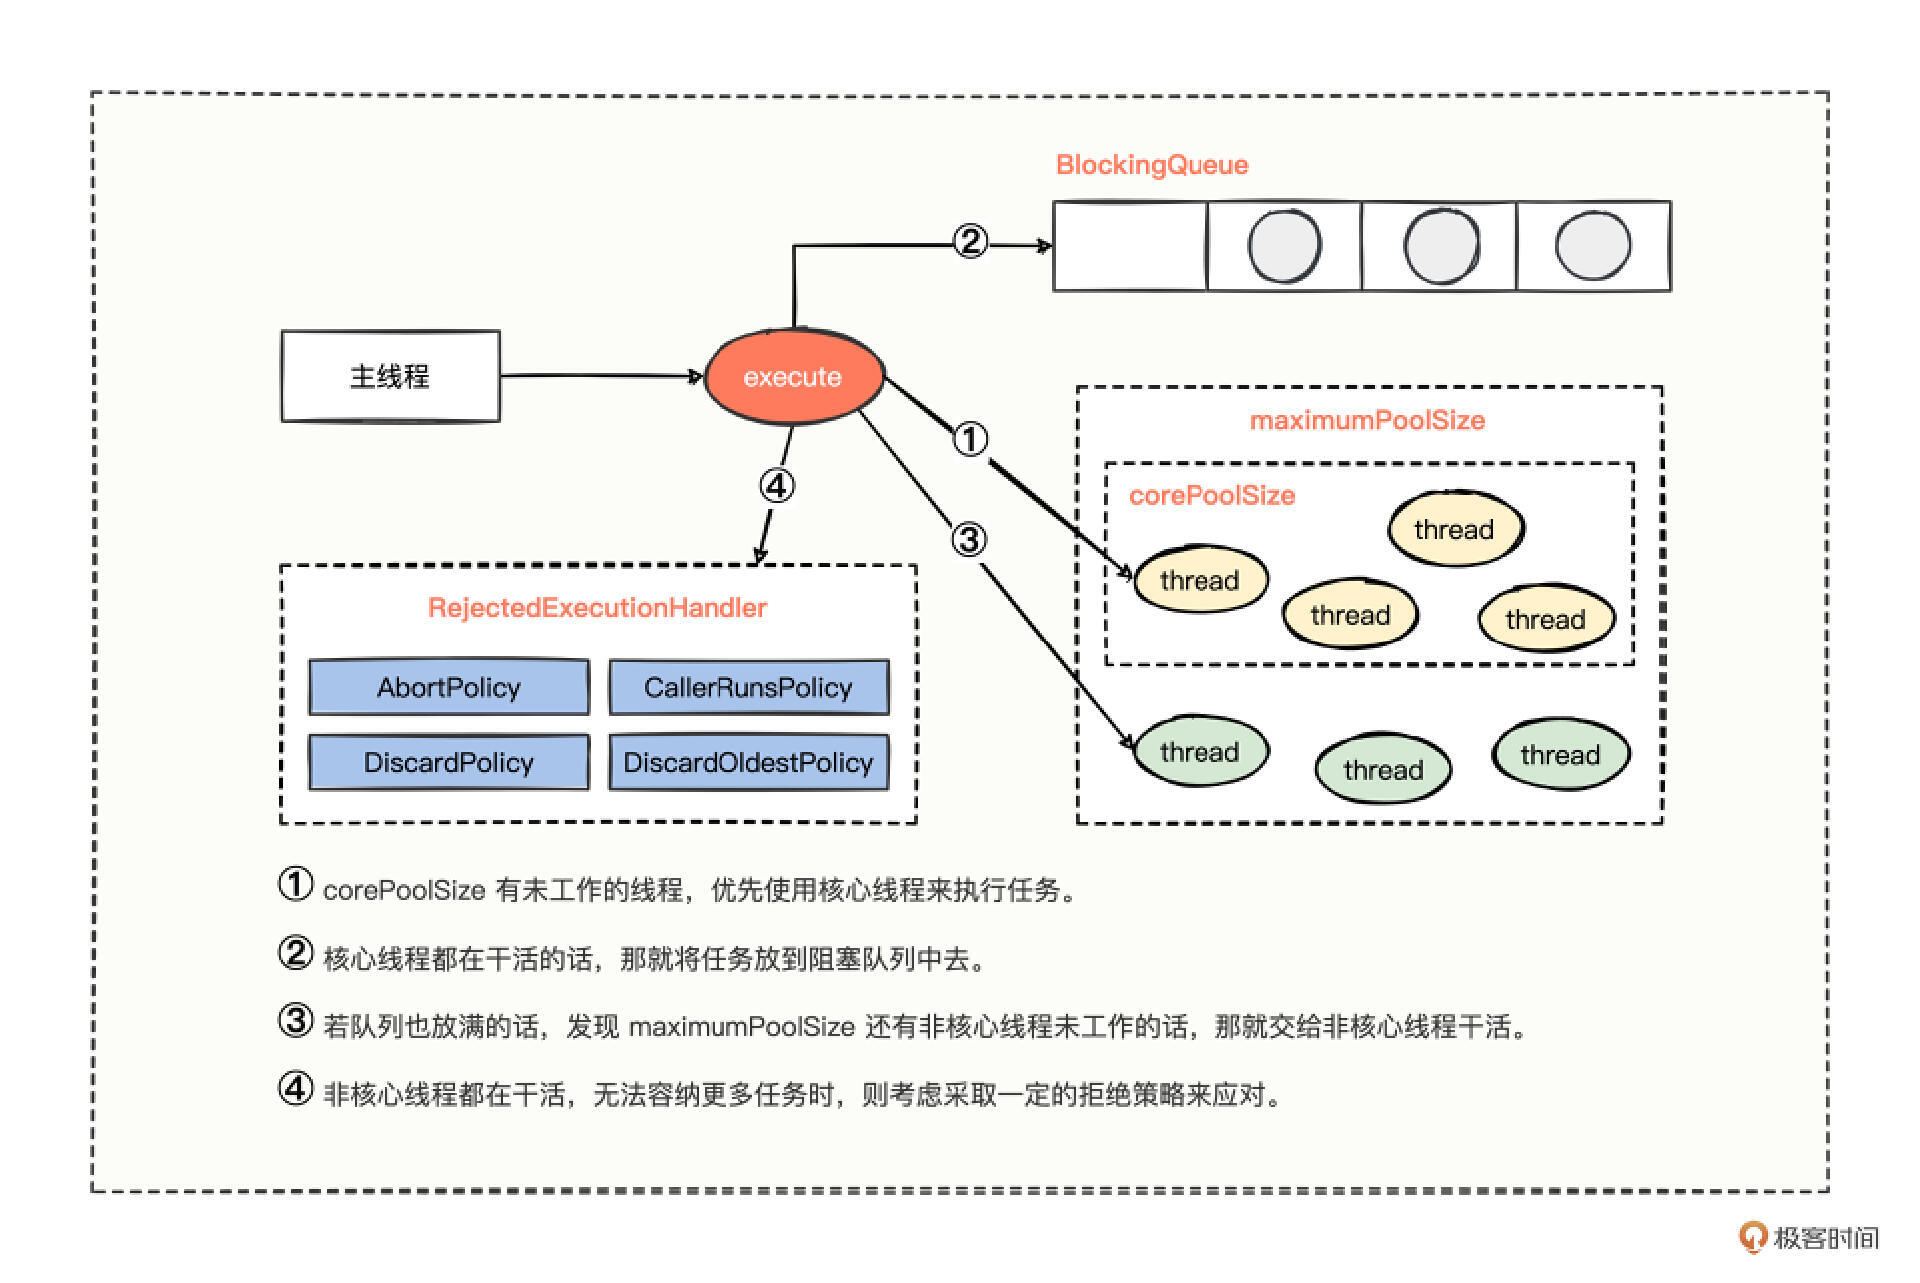 BlockingQueue
②
主线程
execute
maximumPoolSize
①
corePoolSize
thread
④
③
thread
thread
thread
RejectedExecutionHandler
AbortPolicy
CallerRunsPolicy
DiscardPolicy
DiscardOldestPolicy
thread
thread
thread
① corePoolSize 有未工作的线程，优先使用核心线程来执行任务。
② 核心线程都在干活的话，那就将任务放到阻塞队列中去。
③ 若队列也放满的话，发现 maximumPoolSize 还有非核心线程未工作的话，那就交给非核心线程干活。
④ 非核心线程都在干活，无法容纳更多任务时，则考虑采取一定的拒绝策略来应对。
极客时间